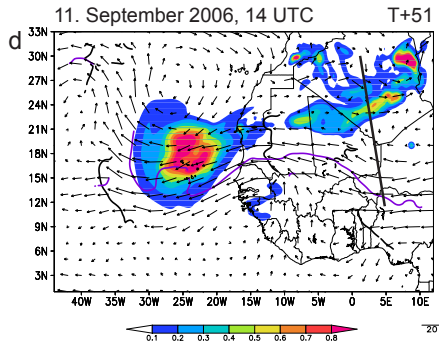 11. September 2006, 14 UTC T+51
d
33N
30N
27N
24N
21N
18N
15N
12N
9N
6N
3N
40W 35W 30W 25W 20W 15W 10W 5W 0 5E 10E
0.1 0.2 0.3 0.4 0.5 0.6 0.7 0.8
20